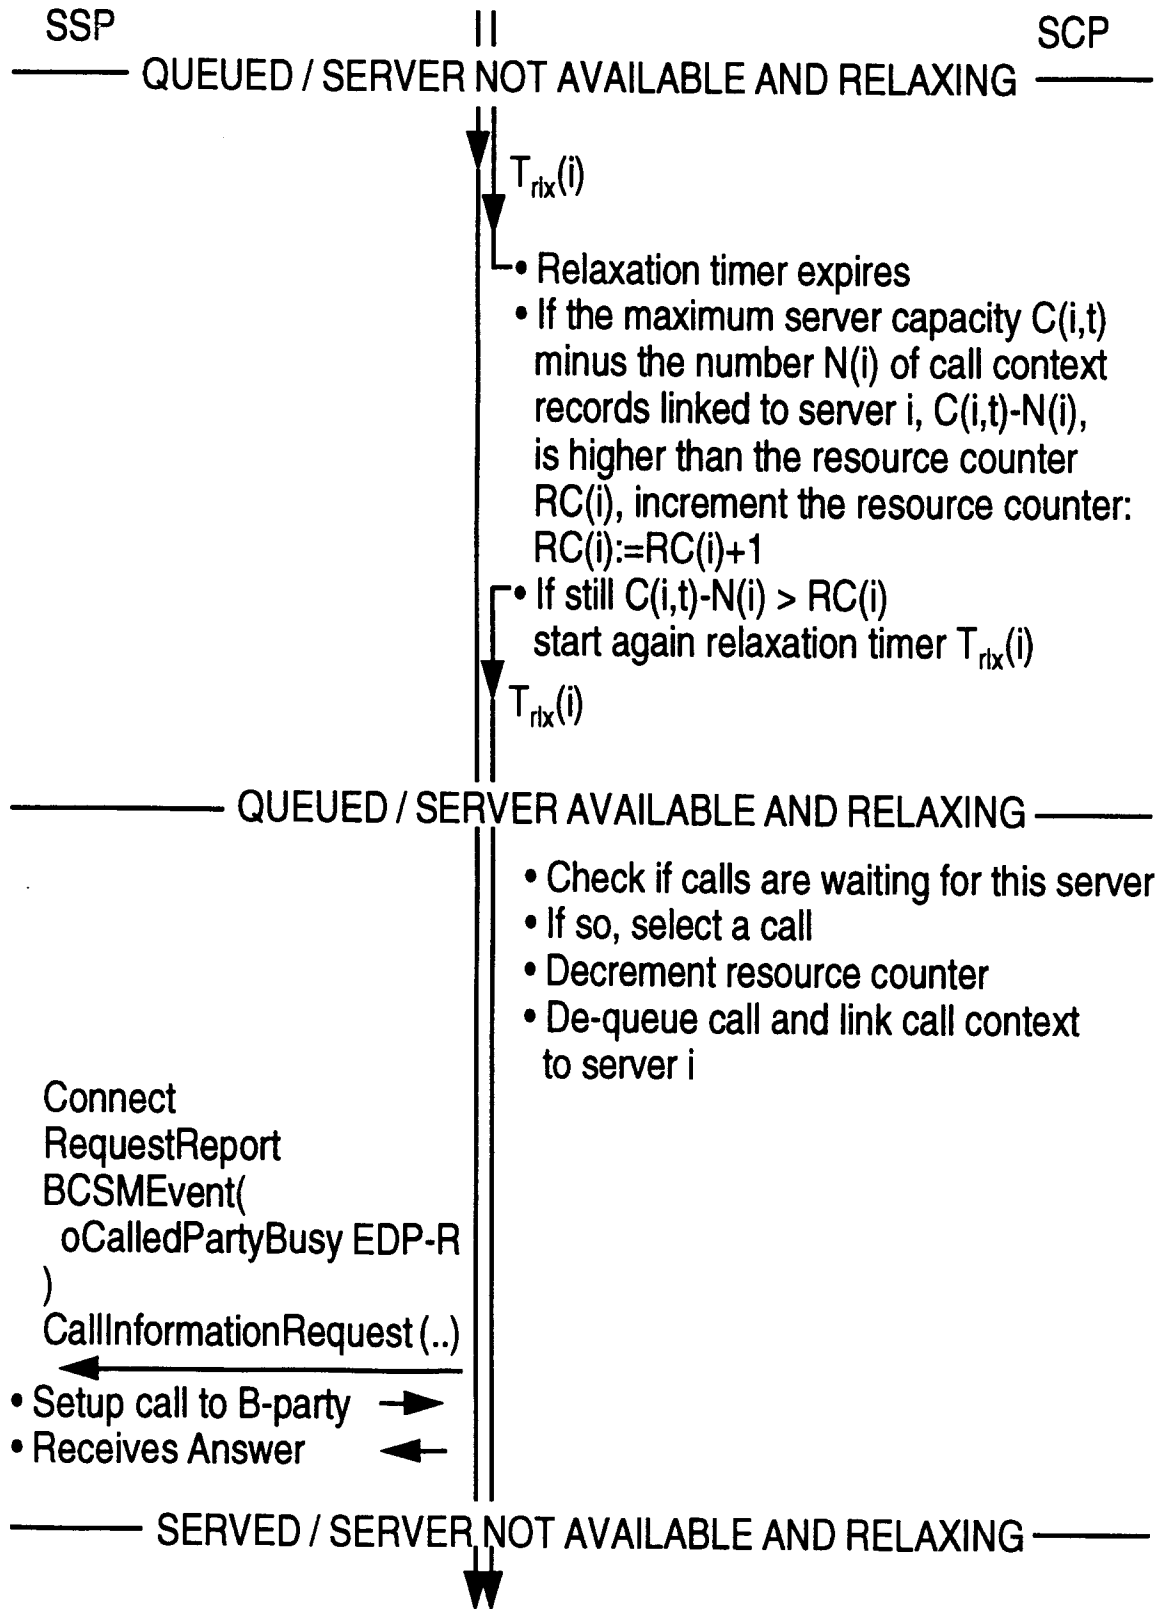 SSP
SCP
QUEUED / SERVER NOT AVAILABLE AND RELAXING
Trlx(i)
• Relaxation timer expires
• If the maximum server capacity C(i,t)
minus the number N(i) of call context
records linked to server i, C(i,t)-N(i),
is higher than the resource counter
RC(i), increment the resource counter:
RC(i):=RC(i)+1
• If still C(i,t)-N(i) > RC(i)
start again relaxation timer Trlx(i)
Trlx(i)
QUEUED / SERVER AVAILABLE AND RELAXING
• Check if calls are waiting for this server
• If so, select a call
• Decrement resource counter
• De-queue call and link call context
to server i
Connect
RequestReport
BCSMEvent(
oCalledPartyBusy EDP-R
)
CallInformationRequest (..)
• Setup call to B-party
• Receives Answer
SERVED / SERVER NOT AVAILABLE AND RELAXING